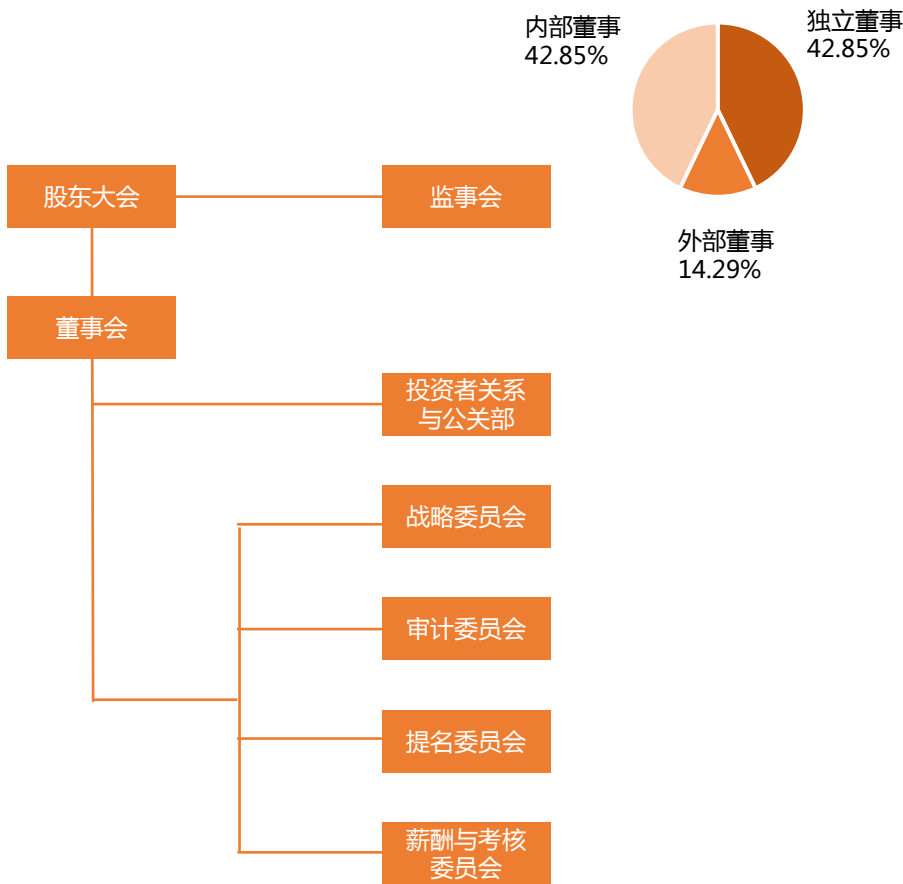 内部董事
42.85%
独立董事
42.85%
外部董事
14.29%
股东大会
监事会
董事会
投资者关系
与公关部
战略委员会
审计委员会
提名委员会
薪酬与考核
委员会